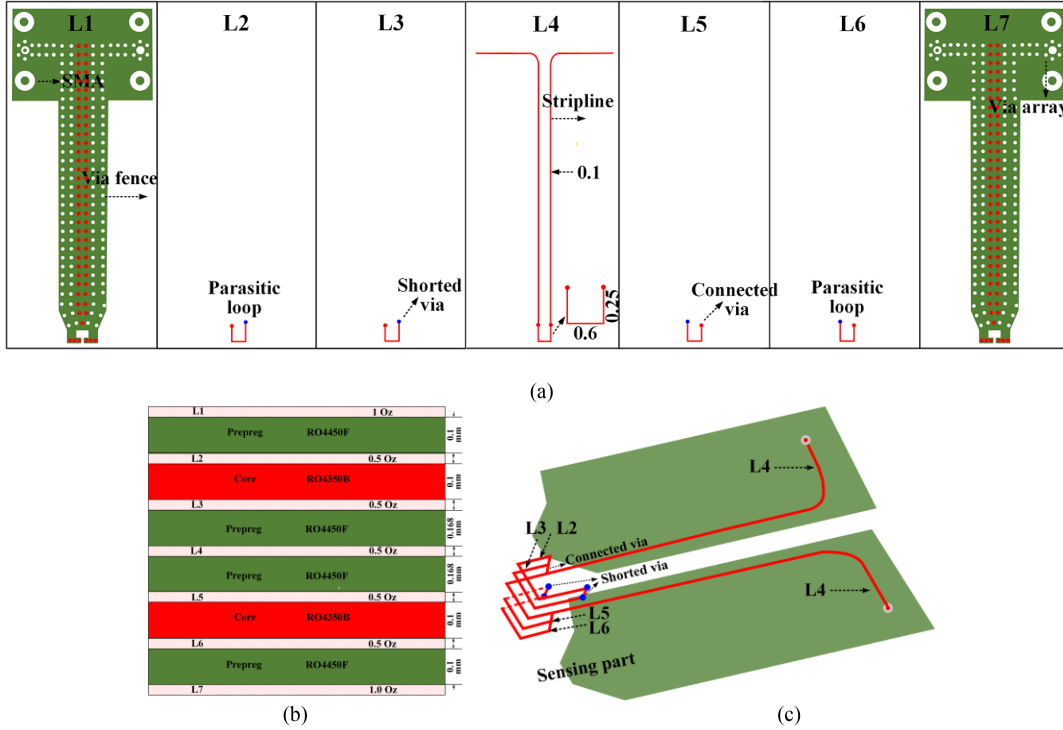 L1
L2
L3
L4
L5
L6
L7
SMA
Stripline
Via array
0.1
Via fence
Parasitic
loop
Shorted
via
0.25
0.6
Connected
via
Parasitic
loop
(a)
L1
1 Oz
Prepreg
RO4450F
0.1
mm
L2
0.5 Oz
Core
RO4350B
0.1
mm
L3
0.5 Oz
Prepreg
RO4450F
0.168
mm
L4
0.5 Oz
Prepreg
RO4450F
0.168
mm
L5
0.5 Oz
Core
RO4350B
0.1
mm
L6
0.5 Oz
Prepreg
RO4450F
0.1
mm
L7
1.0 Oz
(b)
L4
L3
L2
Connected via
Shorted via
L4
L5
L6
Sensing part
(c)